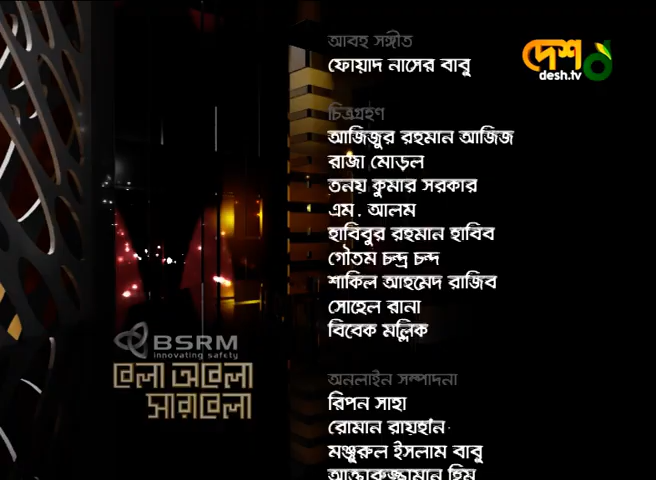 আবহ সঙ্গীত
ফোয়াদ নাসের বাবু
দেশ
desh.tv
চিত্রগ্রহণ
আজিজুর রহমান আজিজ
রাজা মোড়ল
তনয় কুমার সরকার
এম. আলম
হাবিবুর রহমান হাবিব
গৌতম চন্দ্র চন্দ
শাকিল আহমেদ রাজিব
সোহেল রানা
বিবেক মল্লিক
BSRM
innovating safety
বেলা অবেলা
সারাবেলা
অনলাইন সম্পাদনা
রিপন সাহা
রোমান রায়হান
মঞ্জুরুল ইসলাম বাবু
আক্তারুজ্জামান হিম